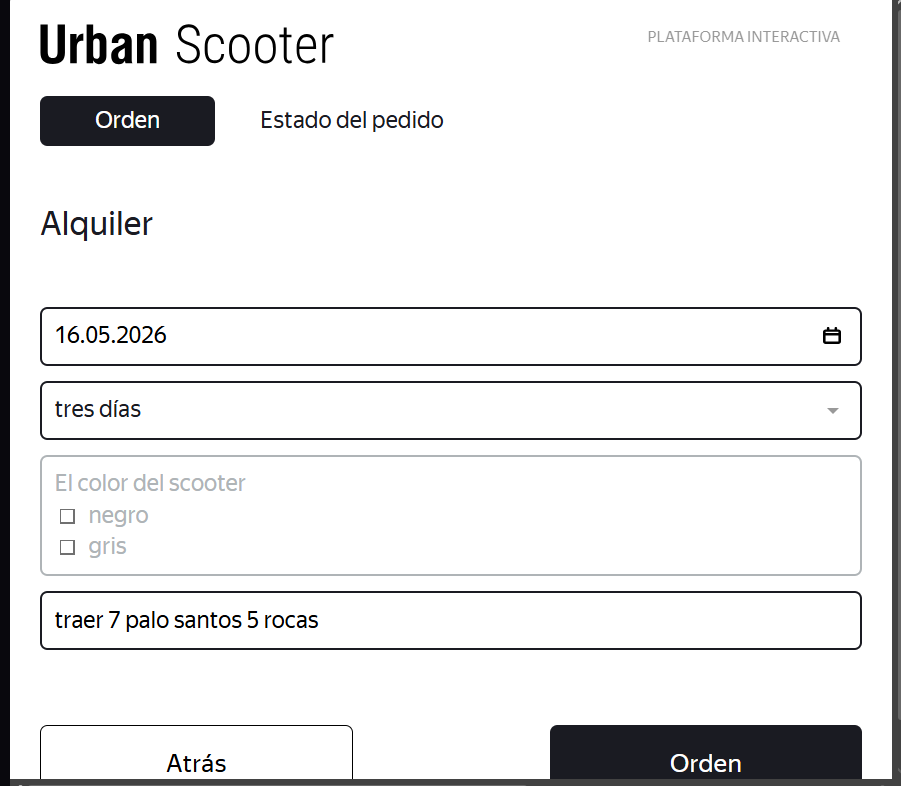 Urban Scooter
PLATAFORMA INTERACTIVA
Orden
Estado del pedido
Alquiler
16.05.2026
tres días
El color del scooter
negro
gris
traer 7 palo santos 5 rocas
Atrás
Orden